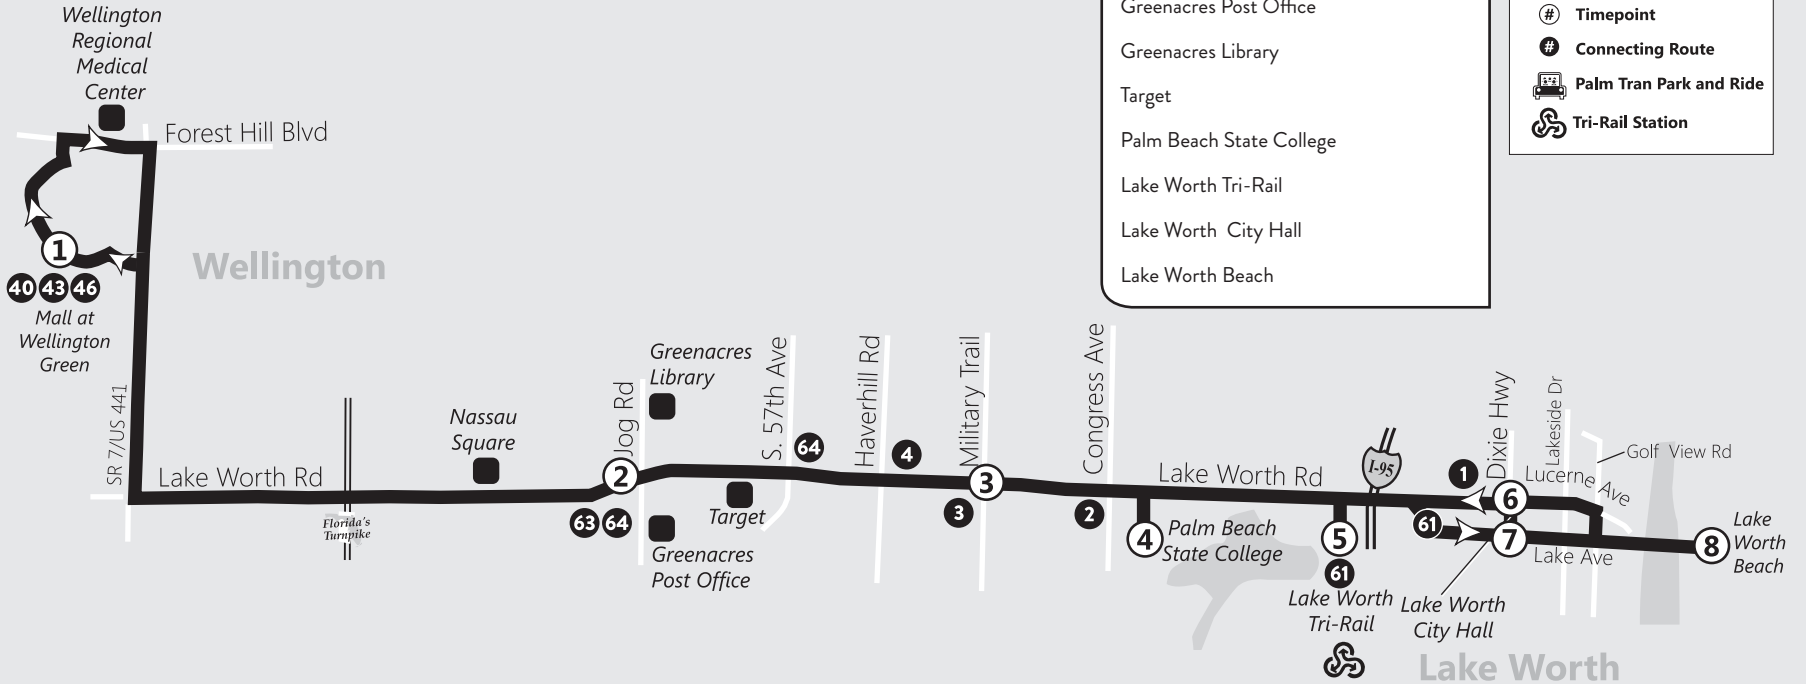 Wellington
Regional
Medical
Center
Forest Hill Blvd
1
40 43 46
Mall at
Wellington
Green
Wellington
SR 7/US 441
Lake Worth Rd
Florida's
Turnpike
Nassau
Square
Jog Rd
2
63 64
Greenacres
Library
Greenacres
Post Office
Target
S. 57th Ave
64
Haverhill Rd
4
Military Trail
3
3
Congress Ave
2
4
Palm Beach
State College
Lake Worth Rd
5
61
Lake Worth
Tri-Rail
I-95
61
1
Dixie Hwy
6
7
Lake Worth
City Hall
Lakeside Dr
Lucerne Ave
Golf View Rd
Lake Ave
8
Lake
Worth
Beach
Lake Worth
Greenacres Post Office
Greenacres Library
Target
Palm Beach State College
Lake Worth Tri-Rail
Lake Worth City Hall
Lake Worth Beach
# Timepoint
# Connecting Route
Palm Tran Park and Ride
Tri-Rail Station